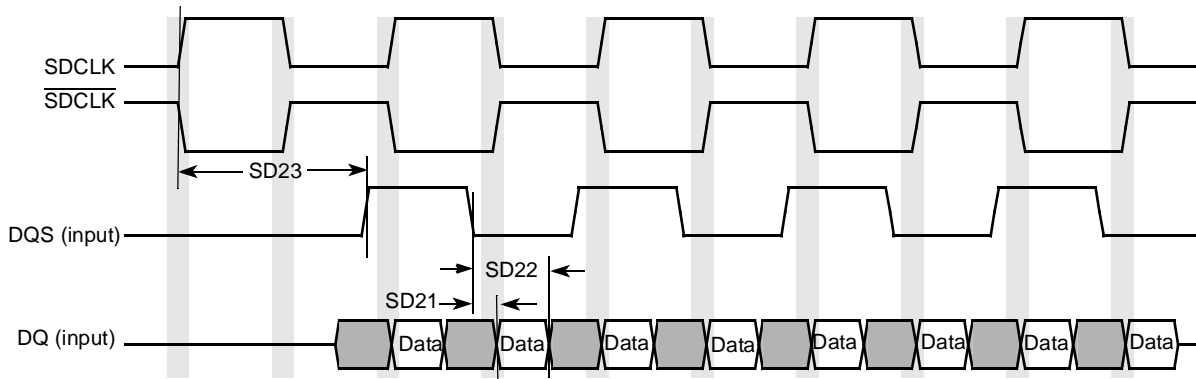 SDCLK
SDCLK
SD23
DQS (input)
SD22
SD21
DQ (input)
Data
Data
Data
Data
Data
Data
Data
Data